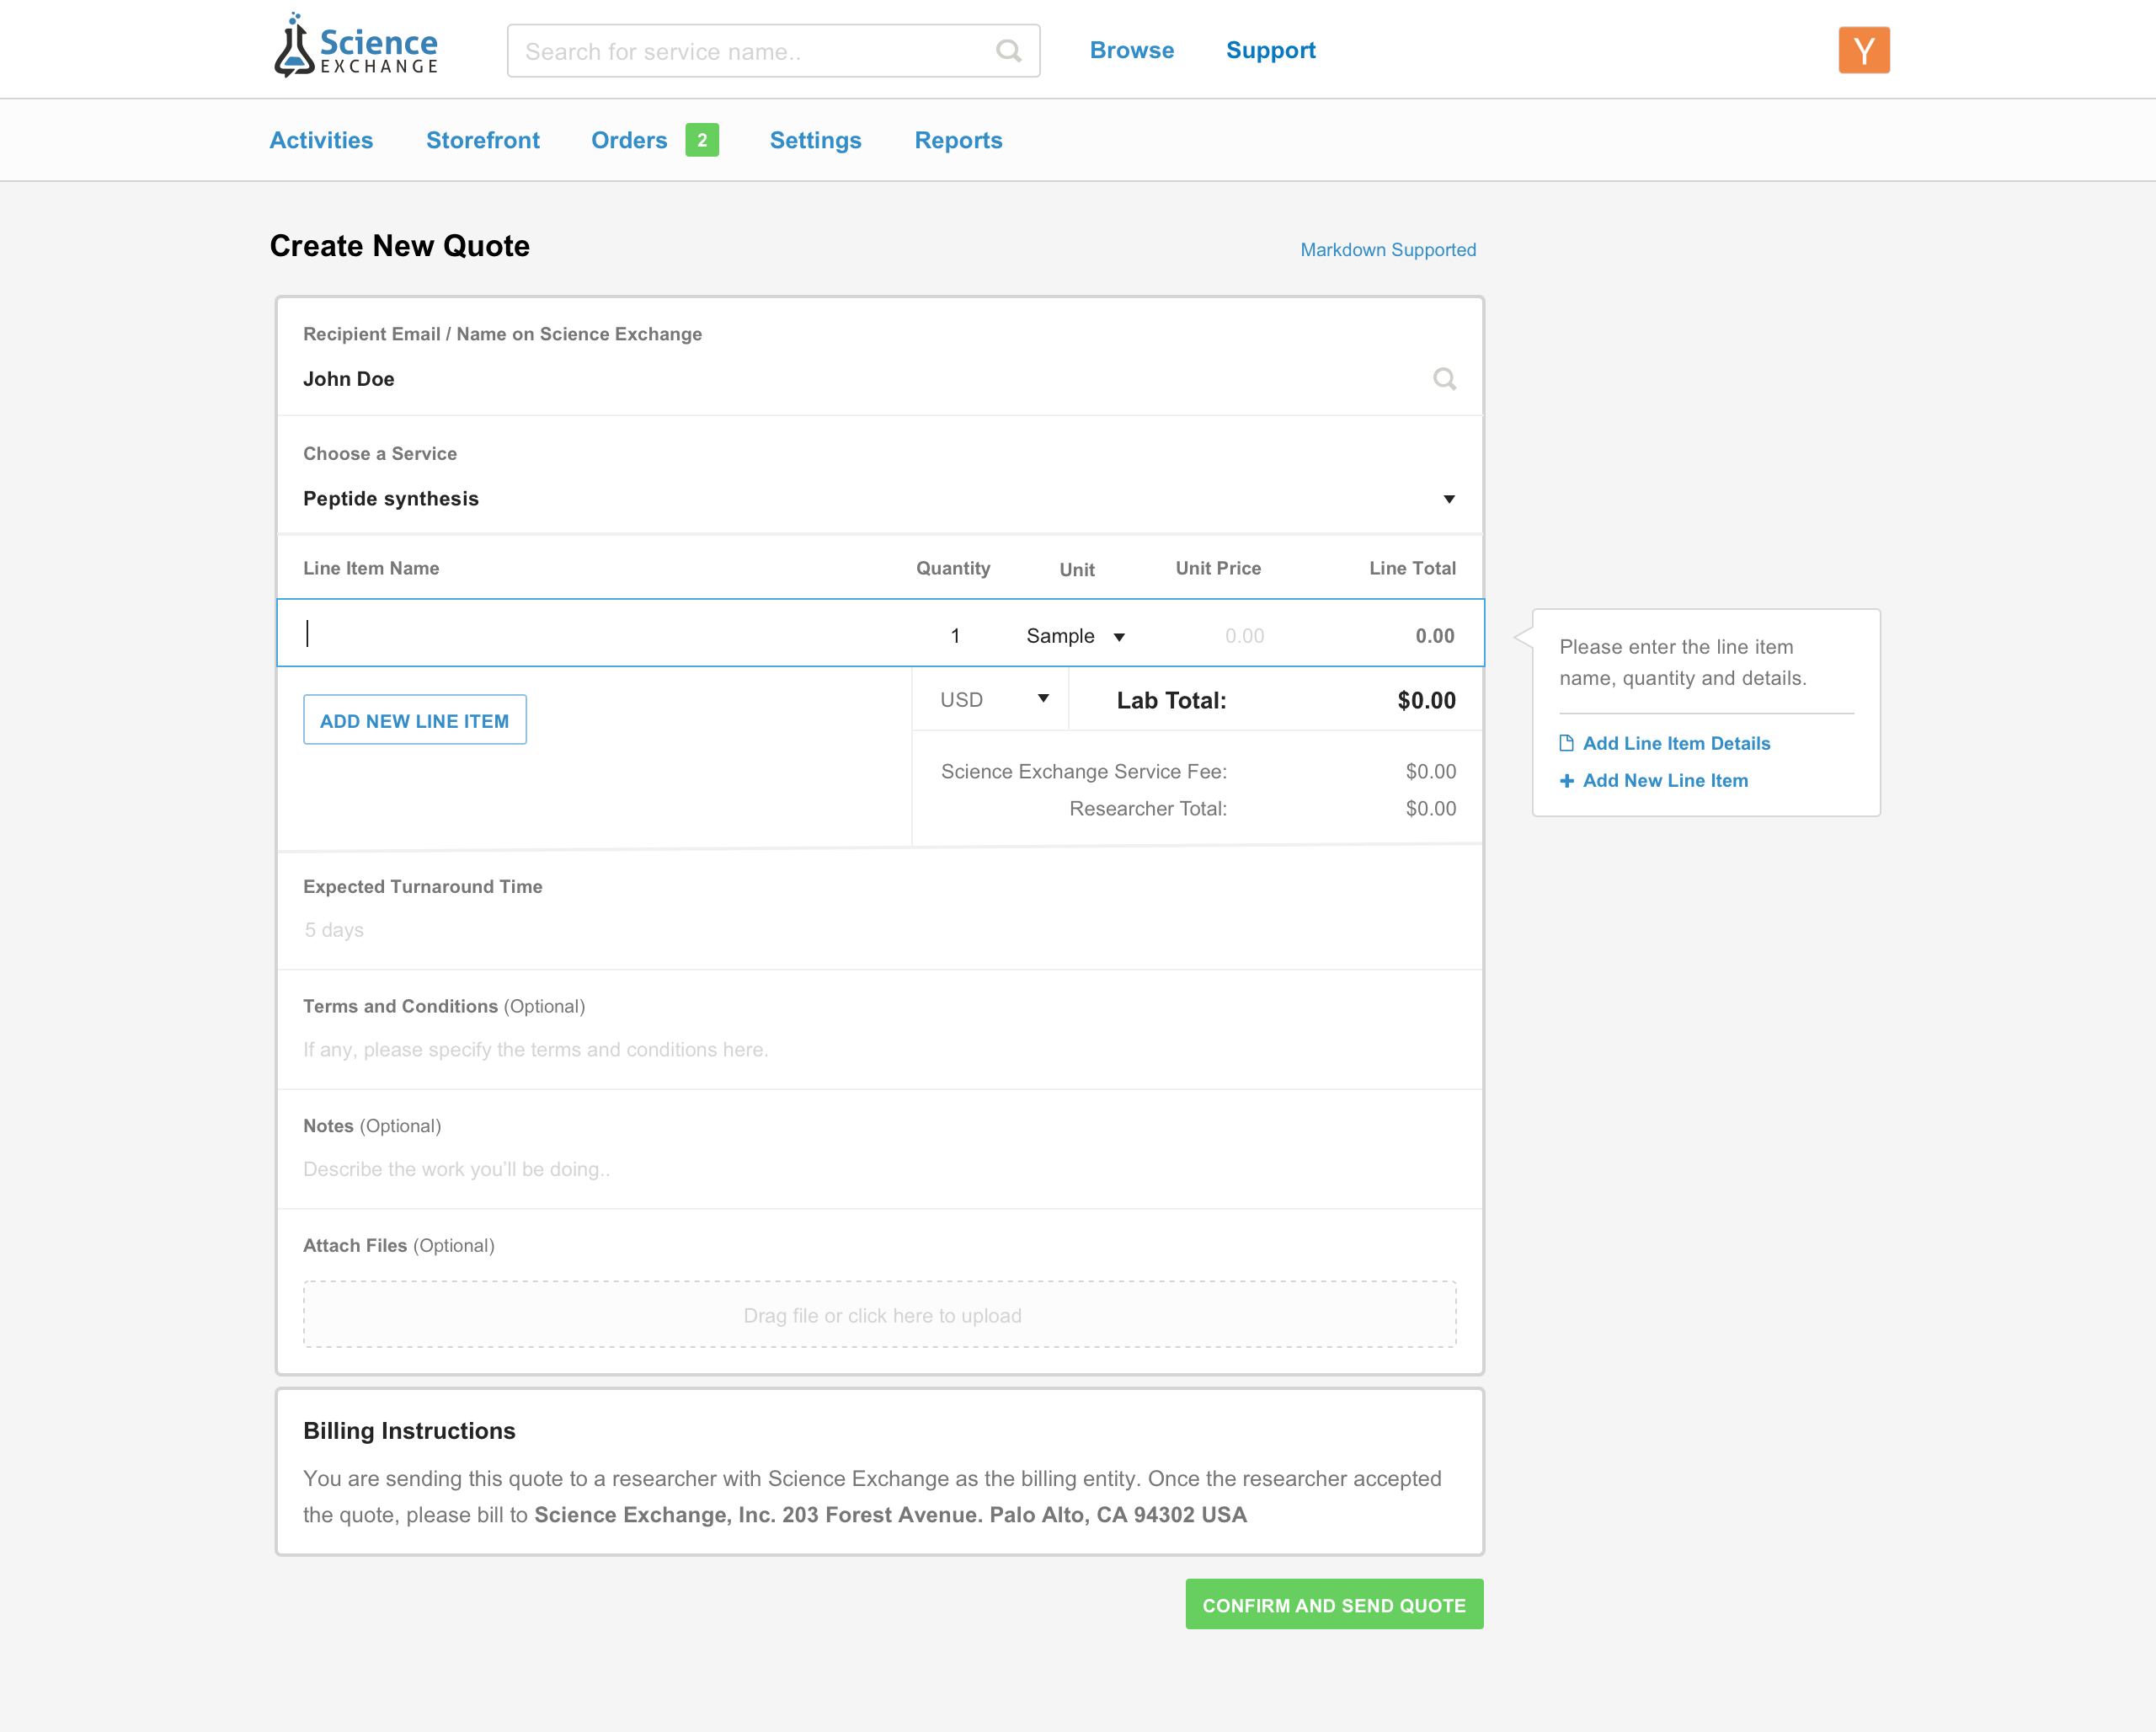 Science
EXCHANGE
Search for service name..
Browse
Support
Y
Activities
Storefront
Orders
2
Settings
Reports
Create New Quote
Markdown Supported
Recipient Email / Name on Science Exchange
John Doe
Choose a Service
Peptide synthesis
Line Item Name Quantity Unit Unit Price Line Total
1 Sample 0.00 0.00
Please enter the line item
name, quantity and details.
Add Line Item Details
Add New Line Item
ADD NEW LINE ITEM
USD
Lab Total: $0.00
Science Exchange Service Fee: $0.00
Researcher Total: $0.00
Expected Turnaround Time
5 days
Terms and Conditions (Optional)
If any, please specify the terms and conditions here.
Notes (Optional)
Describe the work you'll be doing..
Attach Files (Optional)
Drag file or click here to upload
Billing Instructions
You are sending this quote to a researcher with Science Exchange as the billing entity. Once the researcher accepted
the quote, please bill to Science Exchange, Inc. 203 Forest Avenue. Palo Alto, CA 94302 USA
CONFIRM AND SEND QUOTE